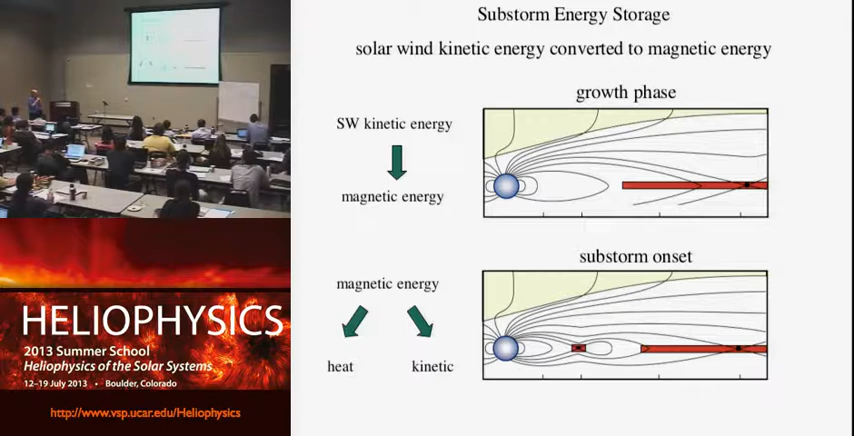 Substorm Energy Storage
solar wind kinetic energy converted to magnetic energy
growth phase
SW kinetic energy
magnetic energy
substorm onset
magnetic energy
heat
kinetic
HELIOPHYSICS
2013 Summer School
Heliophysics of the Solar Systems
12–19 July 2013 • Boulder, Colorado
http://www.vsp.ucar.edu/Heliophysics